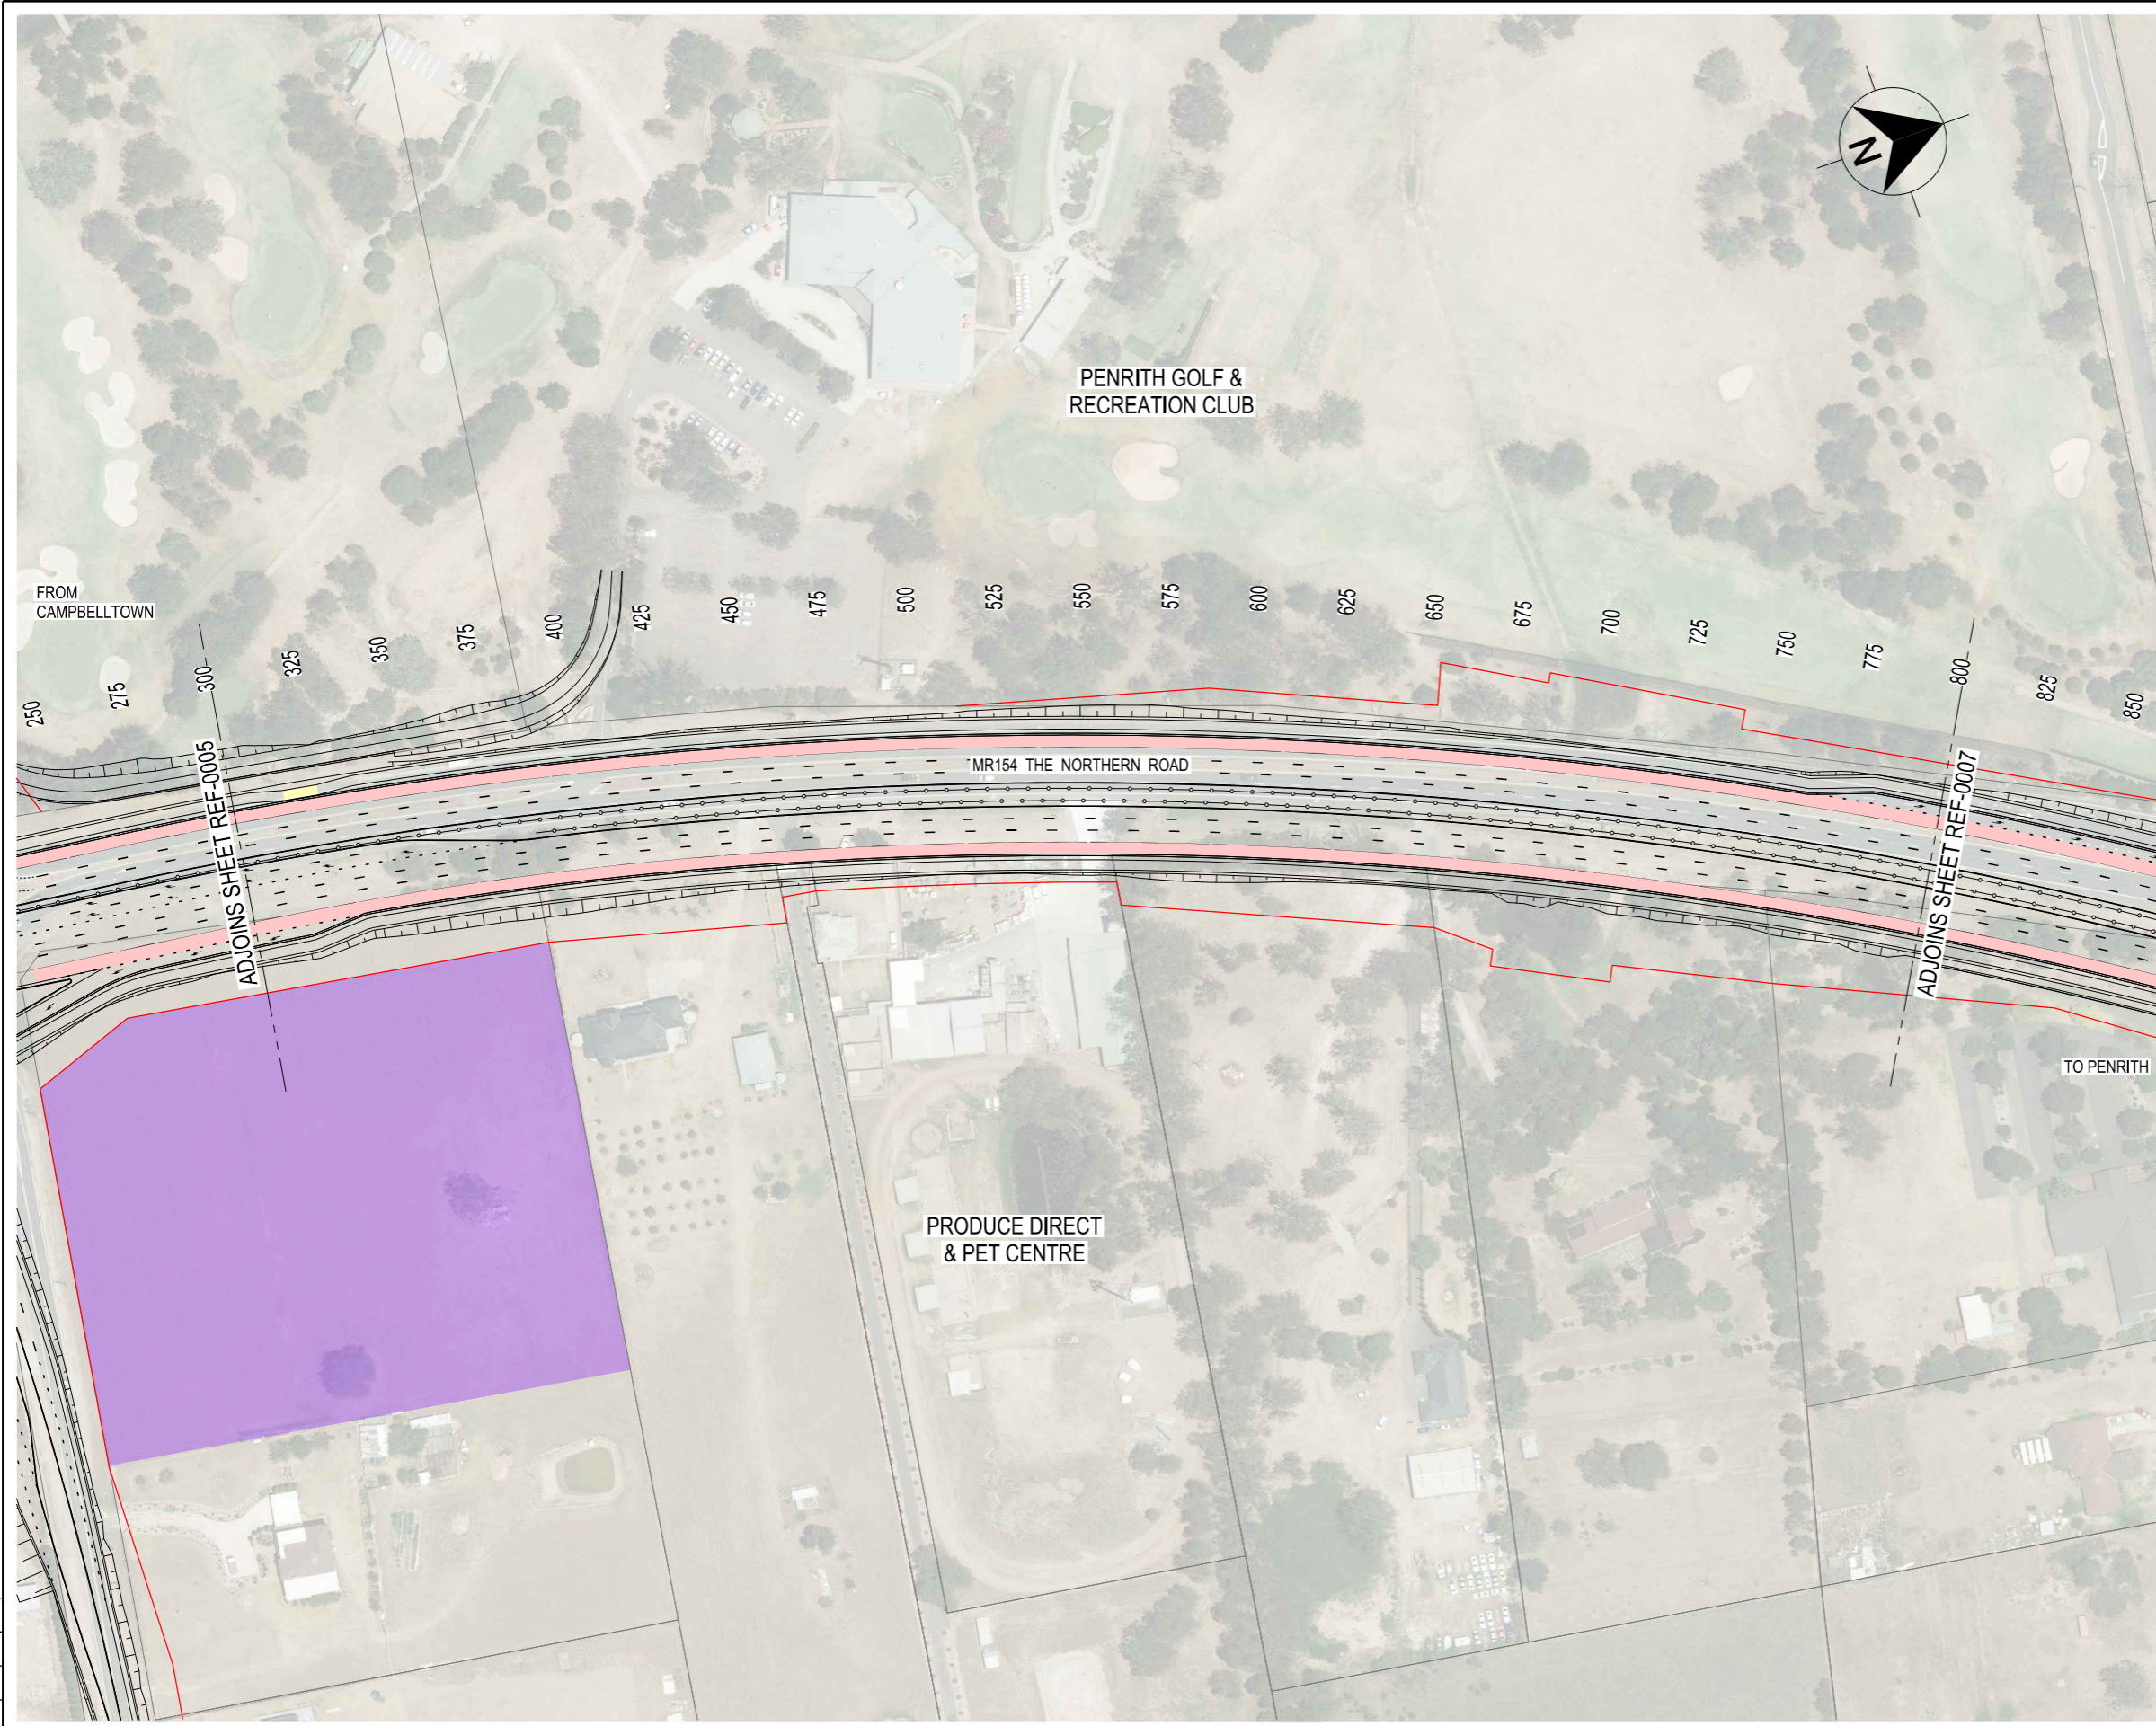 N
PENRITH GOLF &
RECREATION CLUB
FROM
CAMPBELLTOWN
250
275
300
325
350
375
400
425
450
475
500
525
550
575
600
625
650
675
700
725
750
775
800
825
850
MR154 THE NORTHERN ROAD
ADJOINS SHEET REF-0005
ADJOINS SHEET REF-0007
TO PENRITH
PRODUCE DIRECT
& PET CENTRE